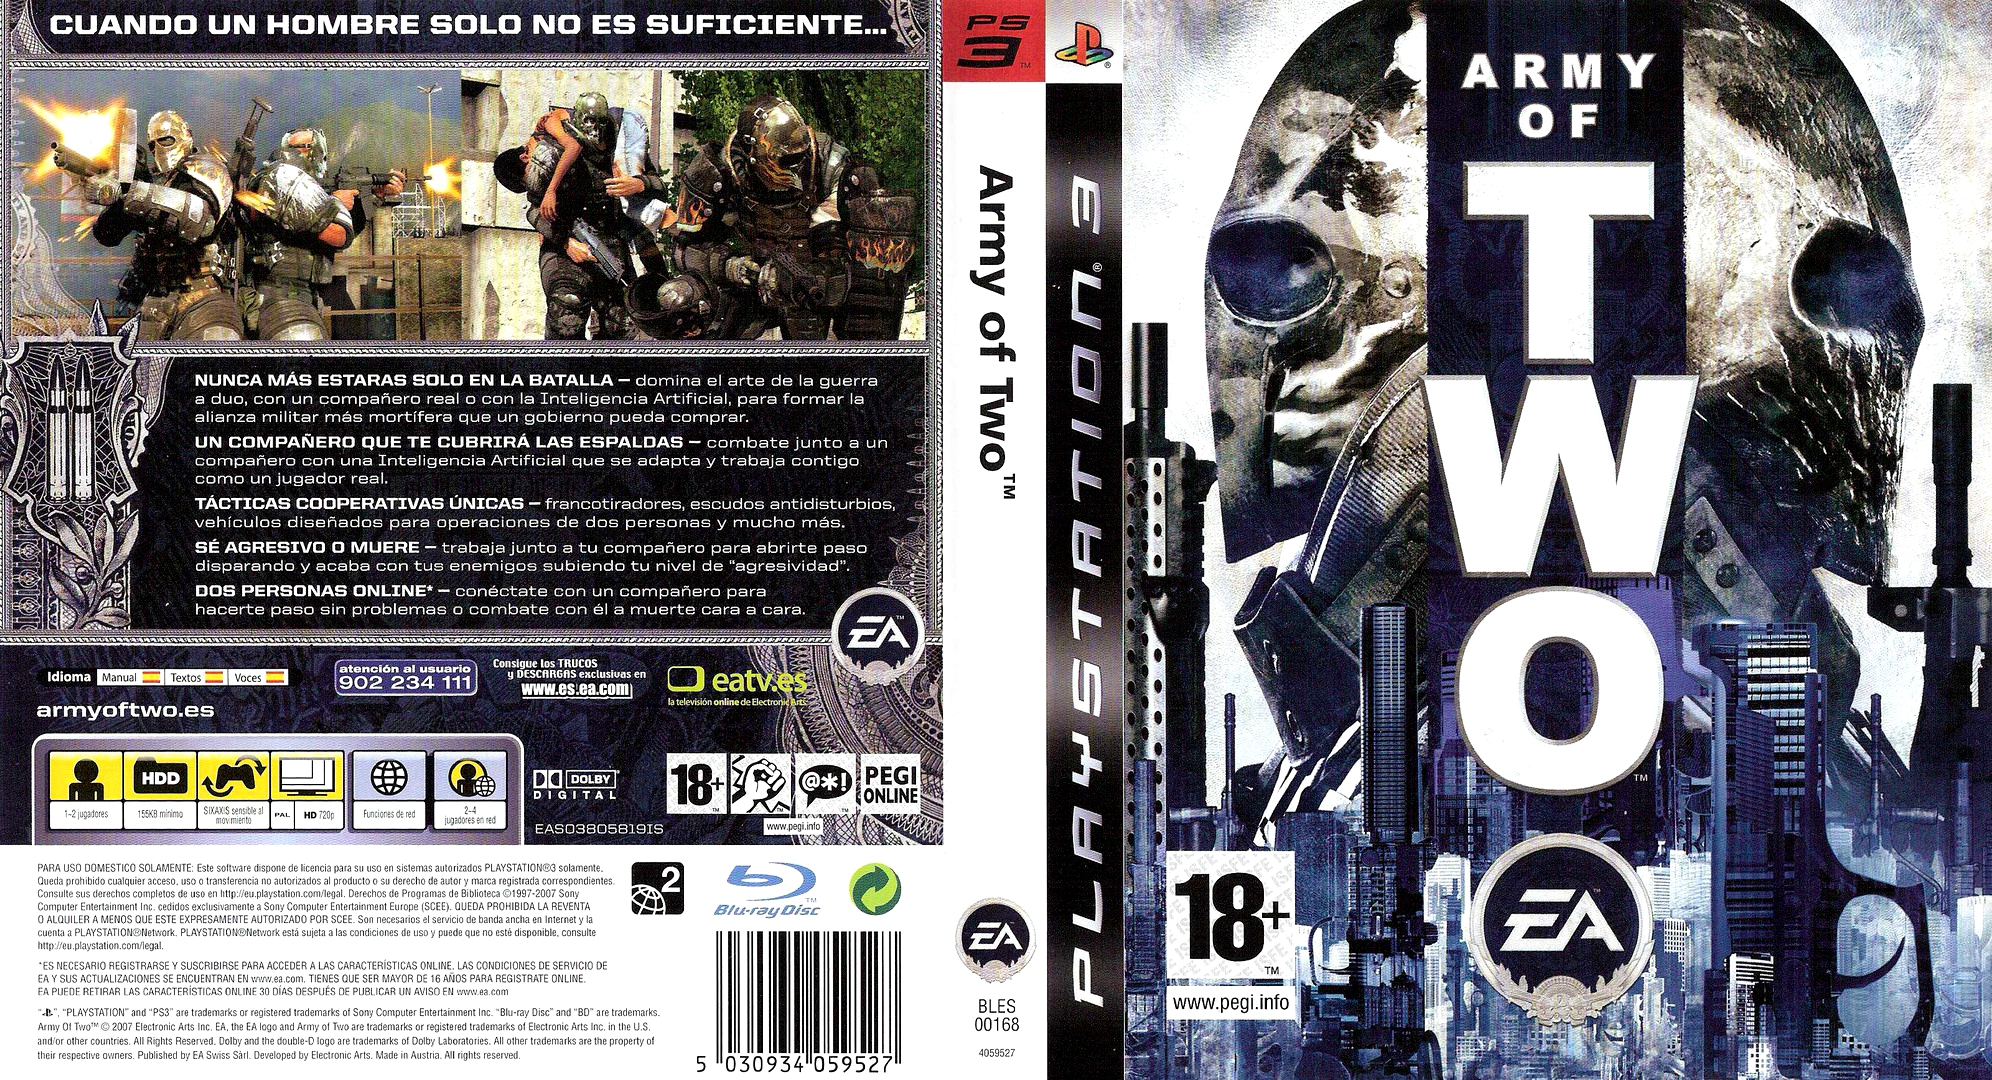 CUANDO UN HOMBRE SOLO NO ES SUFICIENTE...
NUNCA MÁS ESTARAS SOLO EN LA BATALLA – domina el arte de la guerra
a duo, con un compañero real o con la Inteligencia Artificial, para formar la
alianza militar más mortífera que un gobierno pueda comprar.
UN COMPAÑERO QUE TE CUBRIRÁ LAS ESPALDAS – combate junto a un
compañero con una Inteligencia Artificial que se adapta y trabaja contigo
como un jugador real.
TÁCTICAS COOPERATIVAS ÚNICAS – francotiradores, escudos antidisturbios,
vehículos diseñados para operaciones de dos personas y mucho más.
SÉ AGRESIVO O MUERE – trabaja junto a tu compañero para abrirte paso
disparando y acaba con tus enemigos subiendo tu nivel de “agresividad”.
DOS PERSONAS ONLINE* – conéctate con un compañero para
hacerte paso sin problemas o combate con él a muerte cara a cara.
EA™
Idioma Manual Textos Voces
atención al usuario
902 234 111
Consigue los TRUCOS
y DESCARGAS exclusivas en
www.es.ea.com
eatv.es
la televisión online de Electronic Arts
armyoftwo.es
HDD
1-2 jugadores
155KB mínimo
SIXAXIS sensible al
movimiento
PAL HD 720p
Funciones de red
2-4
jugadores en red
DOLBY
DIGITAL
EAS03805819IS
18+™
@*!
PEGI
ONLINE
www.pegi.info
PARA USO DOMESTICO SOLAMENTE: Este software dispone de licencia para su uso en sistemas autorizados PLAYSTATION®3 solamente.
Queda prohibido cualquier acceso, uso o transferencia no autorizados al producto o su derecho de autor y marca registrada correspondientes.
Consulte sus derechos completos de uso en http://eu.playstation.com/legal. Derechos de Programas de Biblioteca ©1997-2007 Sony
Computer Entertainment Inc. cedidos exclusivamente a Sony Computer Entertainment Europe (SCEE). QUEDA PROHIBIDA LA REVENTA
O ALQUILER A MENOS QUE ESTE EXPRESAMENTE AUTORIZADO POR SCEE. Son necesarios el servicio de banda ancha en Internet y la
cuenta a PLAYSTATION®Network. PLAYSTATION®Network está sujeta a las condiciones de uso y puede que no esté disponible, consulte
http://eu.playstation.com/legal.
*ES NECESARIO REGISTRARSE Y SUSCRIBIRSE PARA ACCEDER A LAS CARACTERÍSTICAS ONLINE. LAS CONDICIONES DE SERVICIO DE
EA Y SUS ACTUALIZACIONES SE ENCUENTRAN EN www.ea.com. TIENES QUE SER MAYOR DE 16 AÑOS PARA REGISTRATE ONLINE.
EA PUEDE RETIRAR LAS CARACTERÍSTICAS ONLINE 30 DÍAS DESPUÉS DE PUBLICAR UN AVISO EN www.ea.com
“ ”, “PLAYSTATION” and “PS3” are trademarks or registered trademarks of Sony Computer Entertainment Inc. “Blu-ray Disc” and “BD” are trademarks.
Army Of Two™ © 2007 Electronic Arts Inc. EA, the EA logo and Army of Two are trademarks or registered trademarks of Electronic Arts Inc. in the U.S.
and/or other countries. All Rights Reserved. Dolby and the double-D logo are trademarks of Dolby Laboratories. All other trademarks are the property of
their respective owners. Published by EA Swiss Sàrl. Developed by Electronic Arts. Made in Austria. All rights reserved.
2
Blu-ray Disc™
5 030934 059527
PS
3™
Army of Two™
EA
BLES
00168
4059527
PLAYSTATION®3
ARMY
OF
TWO™
EA™
18+™
www.pegi.info